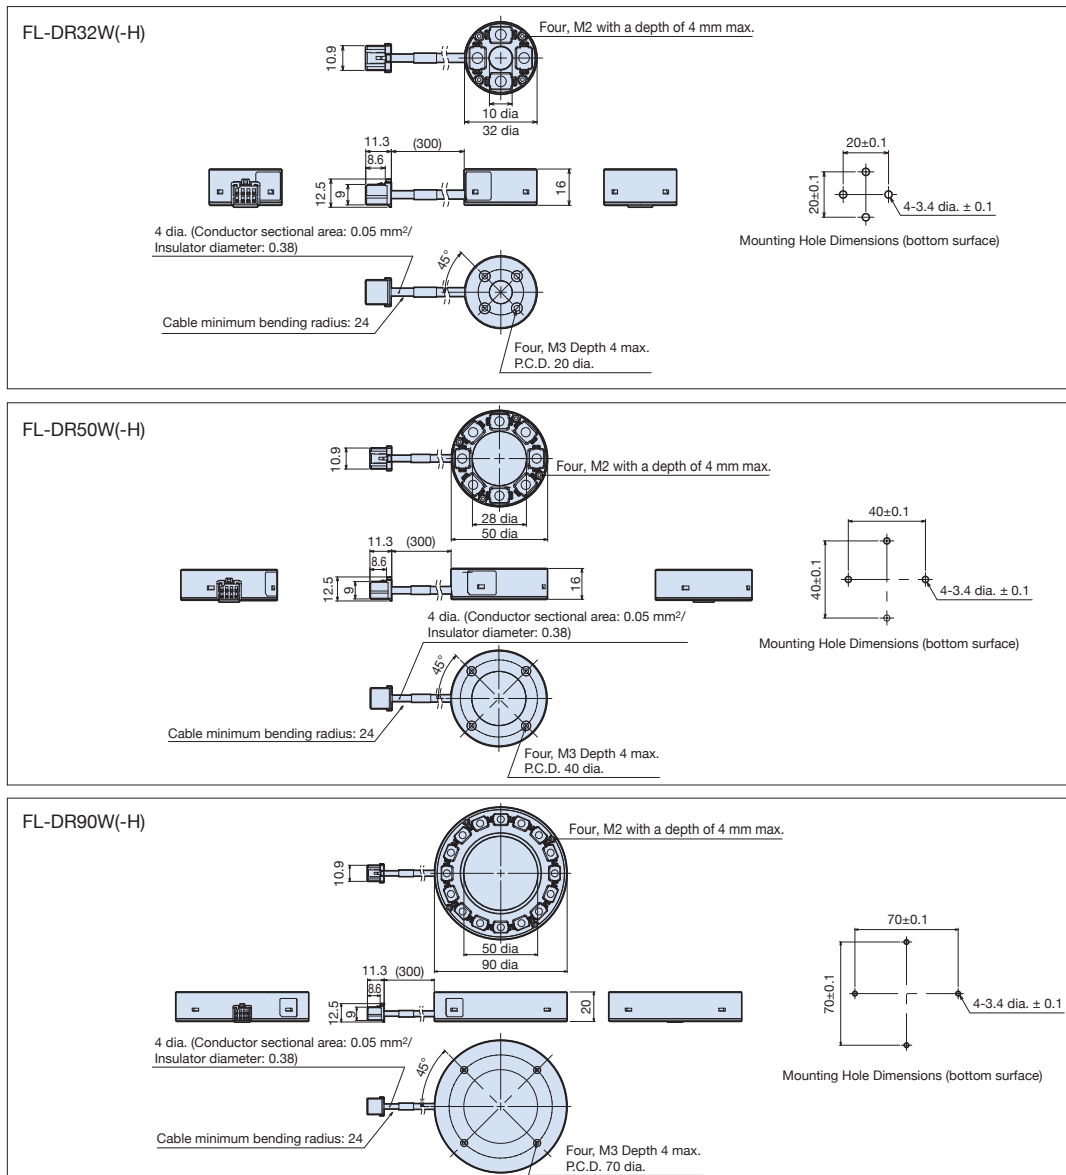 FL-DR32W(-H)
Four, M2 with a depth of 4 mm max.
10.9
10 dia
32 dia
11.3
(300)
8.6
12.5
9
16
20±0.1
20±0.1
4-3.4 dia. ± 0.1
Mounting Hole Dimensions (bottom surface)
4 dia. (Conductor sectional area: 0.05 mm²/
Insulator diameter: 0.38)
45°
Cable minimum bending radius: 24
Four, M3 Depth 4 max.
P.C.D. 20 dia.
FL-DR50W(-H)
10.9
Four, M2 with a depth of 4 mm max.
28 dia
50 dia
11.3
(300)
8.6
12.5
9
16
40±0.1
40±0.1
4-3.4 dia. ± 0.1
Mounting Hole Dimensions (bottom surface)
4 dia. (Conductor sectional area: 0.05 mm²/
Insulator diameter: 0.38)
45°
Cable minimum bending radius: 24
Four, M3 Depth 4 max.
P.C.D. 40 dia.
FL-DR90W(-H)
Four, M2 with a depth of 4 mm max.
10.9
50 dia
90 dia
11.3
(300)
8.6
12.5
9
20
70±0.1
70±0.1
4-3.4 dia. ± 0.1
Mounting Hole Dimensions (bottom surface)
4 dia. (Conductor sectional area: 0.05 mm²/
Insulator diameter: 0.38)
45°
Cable minimum bending radius: 24
Four, M3 Depth 4 max.
P.C.D. 70 dia.